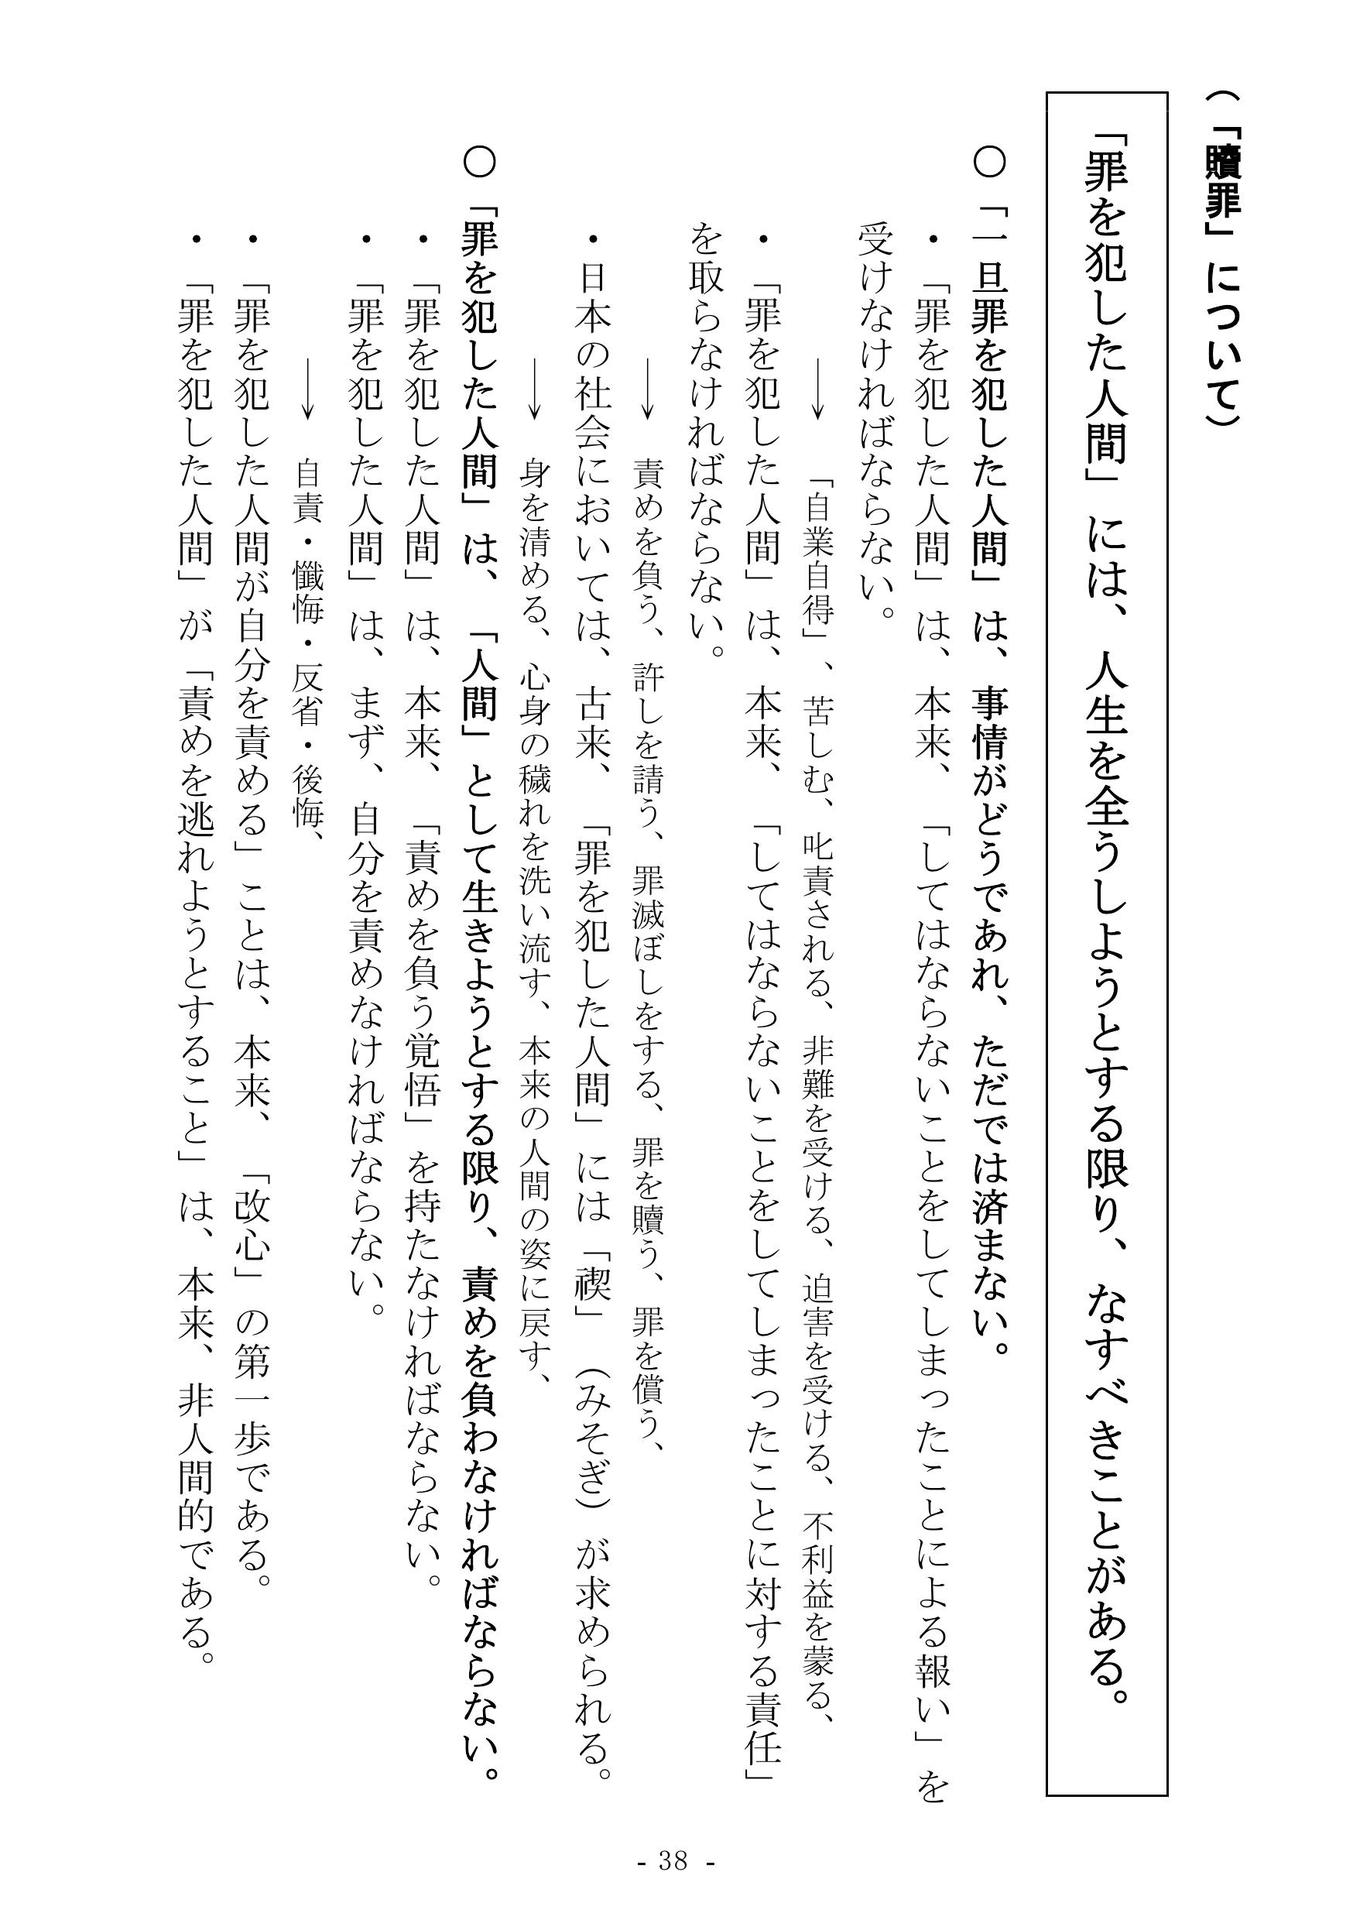 （「贖罪」について）
「罪を犯した人間」には、人生を全うしようとする限り、なすべきことがある。
○「一旦罪を犯した人間」は、事情がどうであれ、ただでは済まない。
・「罪を犯した人間」は、本来、「してはならないことをしてしまったことによる報い」を
受けなければならない。
→「自業自得」、苦しむ、叱責される、非難を受ける、迫害を受ける、不利益を蒙る、
・「罪を犯した人間」は、本来、「してはならないことをしてしまったことに対する責任」
を取らなければならない。
→責めを負う、許しを請う、罪滅ぼしをする、罪を贖う、罪を償う、
・日本の社会においては、古来、「罪を犯した人間」には「禊」（みそぎ）が求められる。
→身を清める、心身の穢れを洗い流す、本来の人間の姿に戻す、
○「罪を犯した人間」は、「人間」として生きようとする限り、責めを負わなければならない。
・「罪を犯した人間」は、本来、「責めを負う覚悟」を持たなければならない。
・「罪を犯した人間」は、まず、自分を責めなければならない。
→自責・懺悔・反省・後悔、
・「罪を犯した人間が自分を責める」ことは、本来、「改心」の第一歩である。
・「罪を犯した人間」が「責めを逃れようとすること」は、本来、非人間的である。
- 38 -